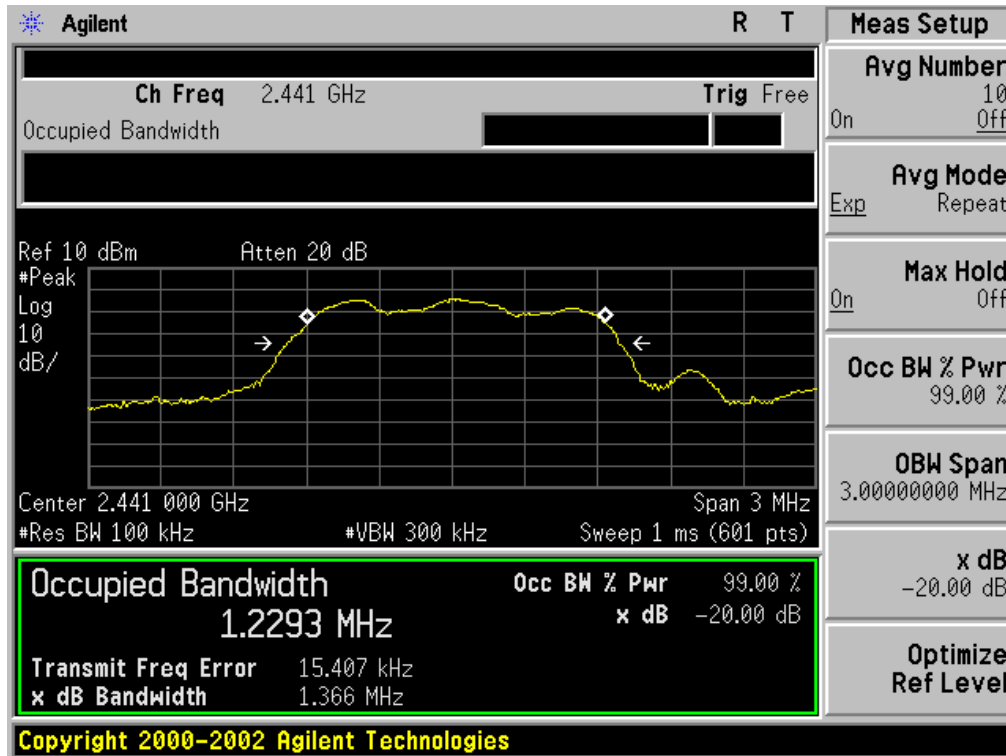 Agilent R T
Ch Freq 2.441 GHz Trig Free
Occupied Bandwidth
Ref 10 dBm Atten 20 dB
#Peak
Log
10
dB/
Center 2.441 000 GHz Span 3 MHz
#Res BW 100 kHz #VBW 300 kHz Sweep 1 ms (601 pts)
Occupied Bandwidth
1.2293 MHz
Occ BW % Pwr 99.00 %
x dB -20.00 dB
Transmit Freq Error 15.407 kHz
x dB Bandwidth 1.366 MHz
Copyright 2000-2002 Agilent Technologies
Meas Setup
Avg Number
10
On Off
Avg Mode
Exp Repeat
Max Hold
On Off
Occ BW % Pwr
99.00 %
OBW Span
3.00000000 MHz
x dB
-20.00 dB
Optimize
Ref Level